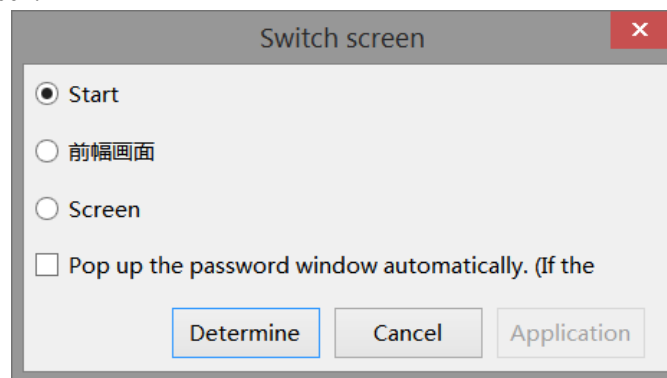 Switch screen
Start
前幅画面
Screen
Pop up the password window automatically. (If the
Determine Cancel Application